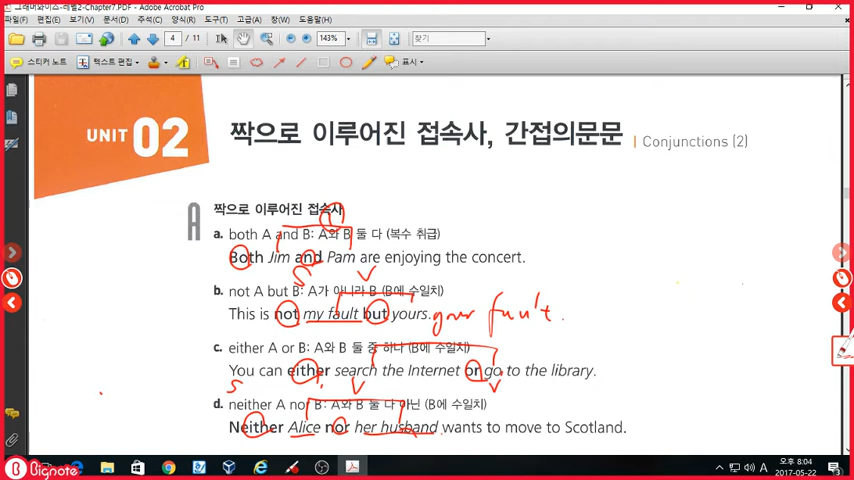 그래머와이즈-레벨2-Chapter7.PDF - Adobe Acrobat Pro
파일(F) 편집(E) 보기(V) 문서(D) 주석(C) 양식(R) 도구(T) 고급(A) 창(W) 도움말(H)
4 / 11 143% 찾기
스티커 노트 텍스트 편집 표시
UNIT 02 짝으로 이루어진 접속사, 간접의문문 Conjunctions (2)
A 짝으로 이루어진 접속사
a. both A and B: A와 B 둘 다 (복수 취급)
Both Jim and Pam are enjoying the concert.
S V
b. not A but B: A가 아니라 B (B에 수일치)
This is not my fault but yours. your fault.
c. either A or B: A와 B 둘 중 하나 (B에 수일치)
You can either search the Internet or go to the library.
S V V
d. neither A nor B: A와 B 둘 다 아닌 (B에 수일치)
Neither Alice nor her husband wants to move to Scotland.
Bignote
A 오후 8:04
2017-05-22